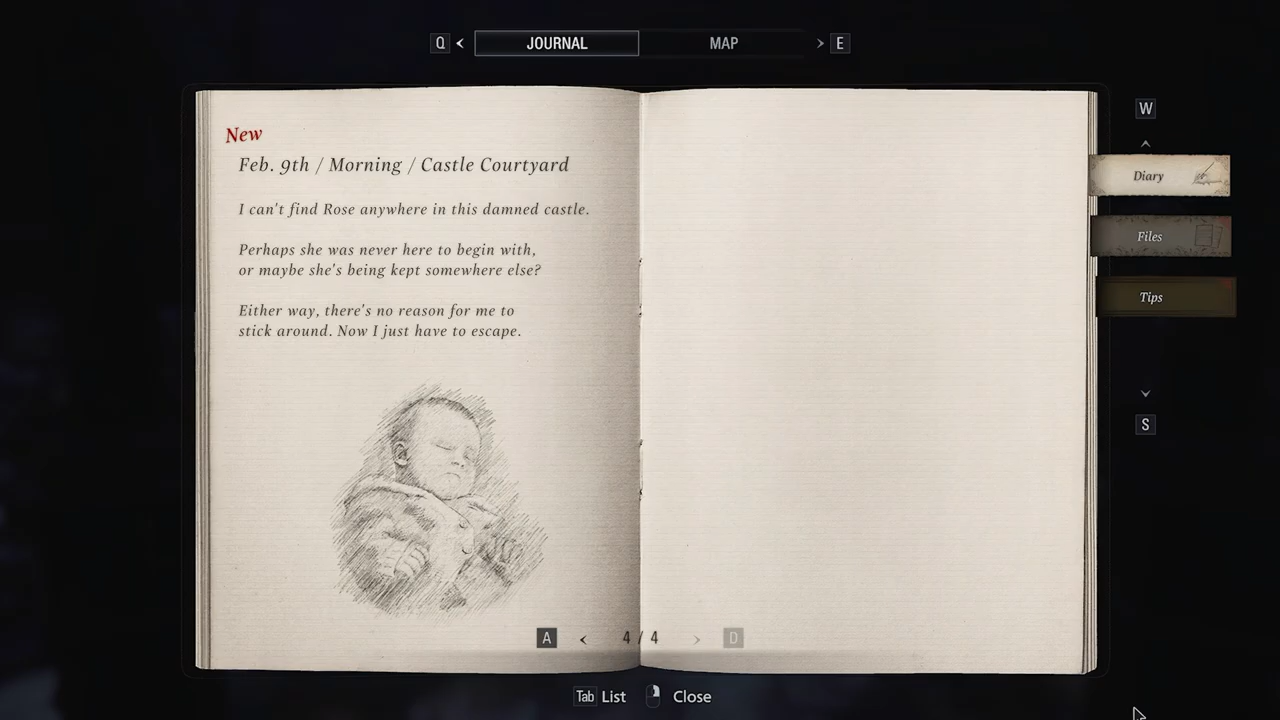 Q
JOURNAL
MAP
E
W
New
Feb. 9th / Morning / Castle Courtyard
I can't find Rose anywhere in this damned castle.
Perhaps she was never here to begin with,
or maybe she's being kept somewhere else?
Either way, there's no reason for me to
stick around. Now I just have to escape.
Diary
Files
Tips
S
A
4 / 4
D
Tab List
Close